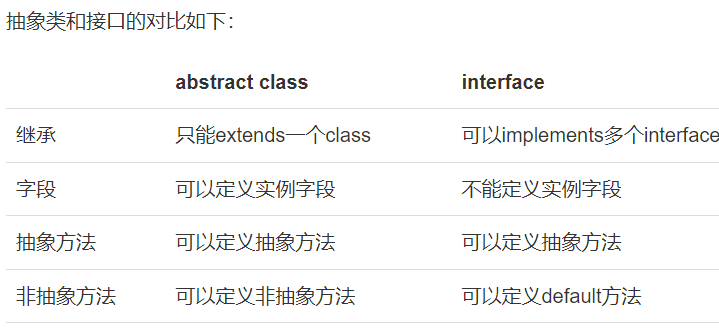 抽象类和接口的对比如下：
abstract class interface
继承 只能extends一个class 可以implements多个interface
字段 可以定义实例字段 不能定义实例字段
抽象方法 可以定义抽象方法 可以定义抽象方法
非抽象方法 可以定义非抽象方法 可以定义default方法